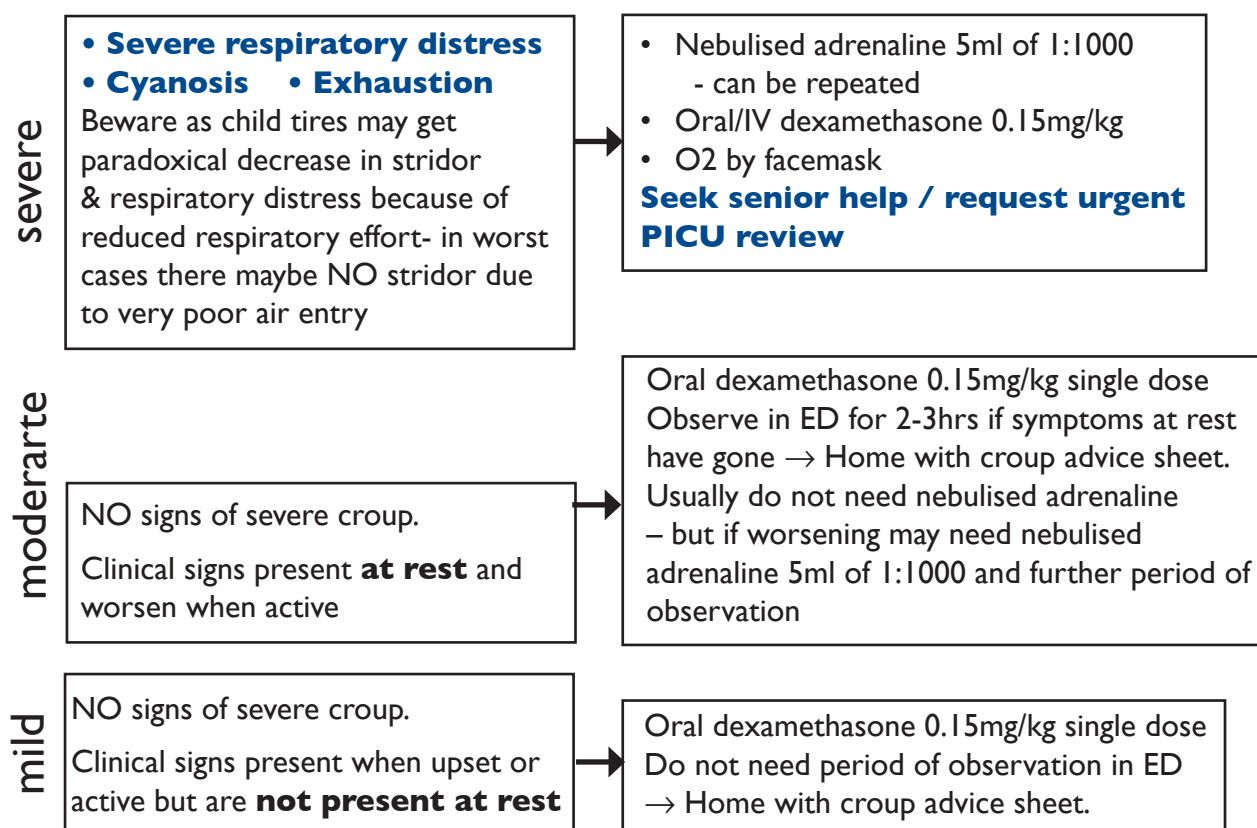 severe
• Severe respiratory distress
• Cyanosis • Exhaustion
Beware as child tires may get
paradoxical decrease in stridor
& respiratory distress because of
reduced respiratory effort- in worst
cases there maybe NO stridor due
to very poor air entry
• Nebulised adrenaline 5ml of 1:1000
- can be repeated
• Oral/IV dexamethasone 0.15mg/kg
• O2 by facemask
Seek senior help / request urgent
PICU review
moderarte
NO signs of severe croup.
Clinical signs present at rest and
worsen when active
Oral dexamethasone 0.15mg/kg single dose
Observe in ED for 2-3hrs if symptoms at rest
have gone → Home with croup advice sheet.
Usually do not need nebulised adrenaline
– but if worsening may need nebulised
adrenaline 5ml of 1:1000 and further period of
observation
mild
NO signs of severe croup.
Clinical signs present when upset or
active but are not present at rest
Oral dexamethasone 0.15mg/kg single dose
Do not need period of observation in ED
→ Home with croup advice sheet.